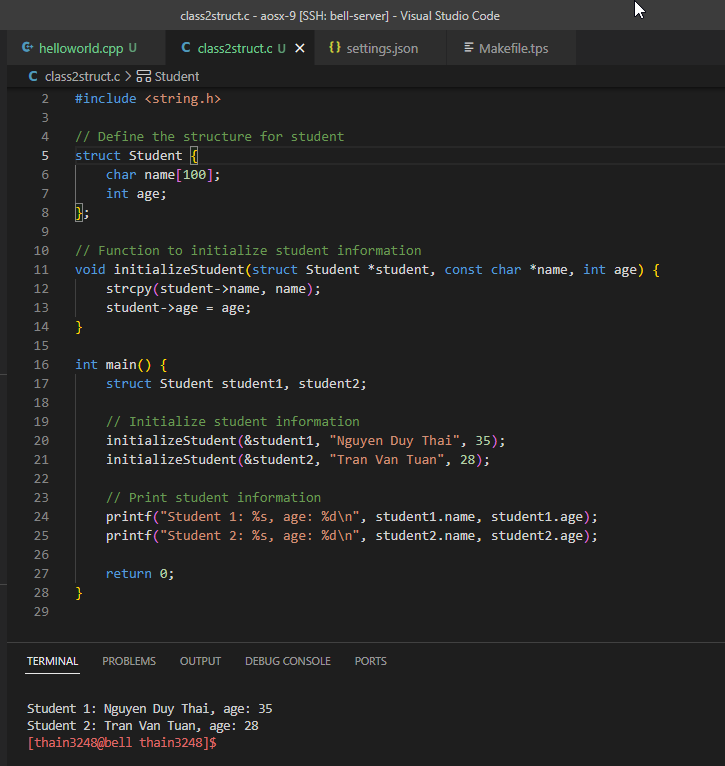 class2struct.c - aosx-9 [SSH: bell-server] - Visual Studio Code
helloworld.cpp U
C class2struct.c U
{} settings.json
Makefile.tps
C class2struct.c > Student
2 #include <string.h>
3
4 // Define the structure for student
5 struct Student {
6     char name[100];
7     int age;
8 };
9
10 // Function to initialize student information
11 void initializeStudent(struct Student *student, const char *name, int age) {
12     strcpy(student->name, name);
13     student->age = age;
14 }
15
16 int main() {
17     struct Student student1, student2;
18
19     // Initialize student information
20     initializeStudent(&student1, "Nguyen Duy Thai", 35);
21     initializeStudent(&student2, "Tran Van Tuan", 28);
22
23     // Print student information
24     printf("Student 1: %s, age: %d\n", student1.name, student1.age);
25     printf("Student 2: %s, age: %d\n", student2.name, student2.age);
26
27     return 0;
28 }
29
TERMINAL PROBLEMS OUTPUT DEBUG CONSOLE PORTS
Student 1: Nguyen Duy Thai, age: 35
Student 2: Tran Van Tuan, age: 28
[thain3248@bell thain3248]$